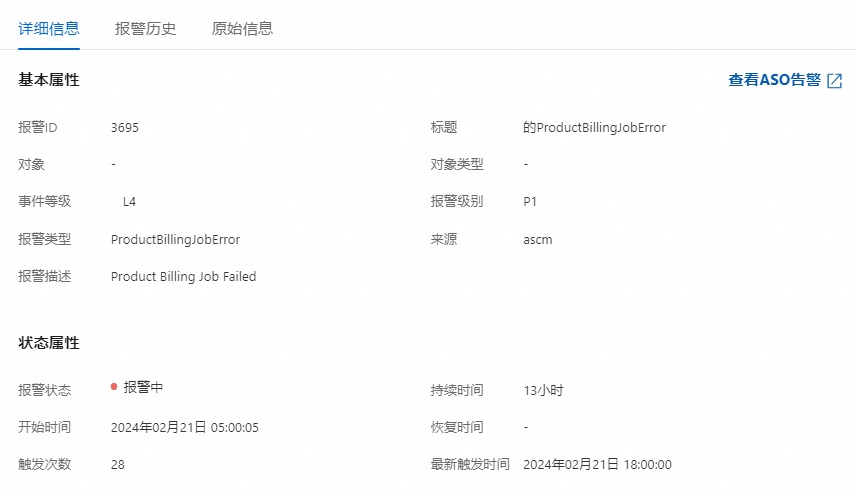 详细信息 报警历史 原始信息
基本属性 查看ASO告警
报警ID 3695 标题 的ProductBillingJobError
对象 - 对象类型 -
事件等级 L4 报警级别 P1
报警类型 ProductBillingJobError 来源 ascm
报警描述 Product Billing Job Failed
状态属性
报警状态 报警中 持续时间 13小时
开始时间 2024年02月21日 05:00:05 恢复时间 -
触发次数 28 最新触发时间 2024年02月21日 18:00:00